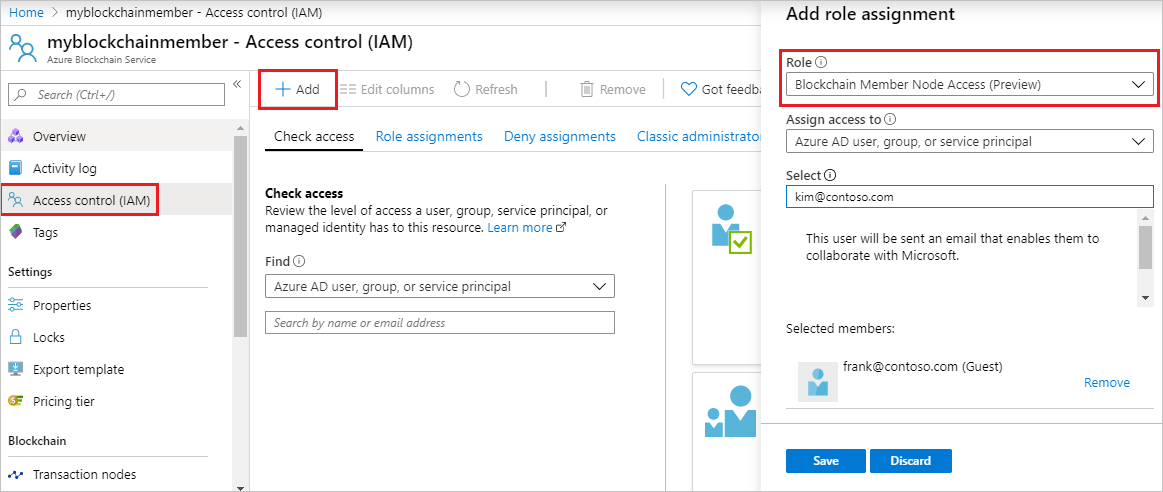 Home > myblockchainmember - Access control (IAM)
myblockchainmember - Access control (IAM)
Azure Blockchain Service
Search (Ctrl+/)
Overview
Activity log
Access control (IAM)
Tags
Settings
Properties
Locks
Export template
Pricing tier
Blockchain
Transaction nodes
Add
Edit columns
Refresh
Remove
Got feedba
Check access
Role assignments
Deny assignments
Classic administrator
Check access
Review the level of access a user, group, service principal, or
managed identity has to this resource. Learn more
Find
Azure AD user, group, or service principal
Search by name or email address
Add role assignment
Role
Blockchain Member Node Access (Preview)
Assign access to
Azure AD user, group, or service principal
Select
kim@contoso.com
This user will be sent an email that enables them to
collaborate with Microsoft.
Selected members:
frank@contoso.com (Guest)
Remove
Save
Discard